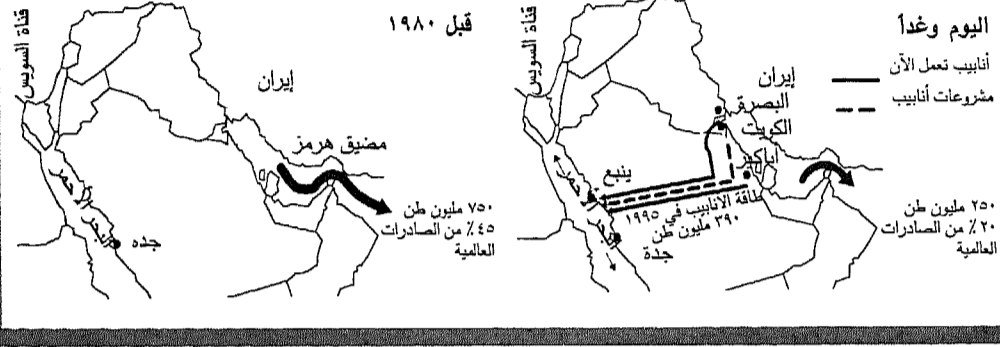 اليوم وغداً
أنابيب تعمل الآن
مشروعات أنابيب
قناة السويس
إيران
البصرة
الكويت
ينبع
طاقة الأنابيب في ١٩٩٥
٣٩٠ مليون طن
جدة
٢٥٠ مليون طن
٢٠٪ من الصادرات
العالمية
قبل ١٩٨٠
قناة السويس
إيران
مضيق هرمز
البحر الأحمر
جده
٧٥٠ مليون طن
٤٥٪ من الصادرات
العالمية